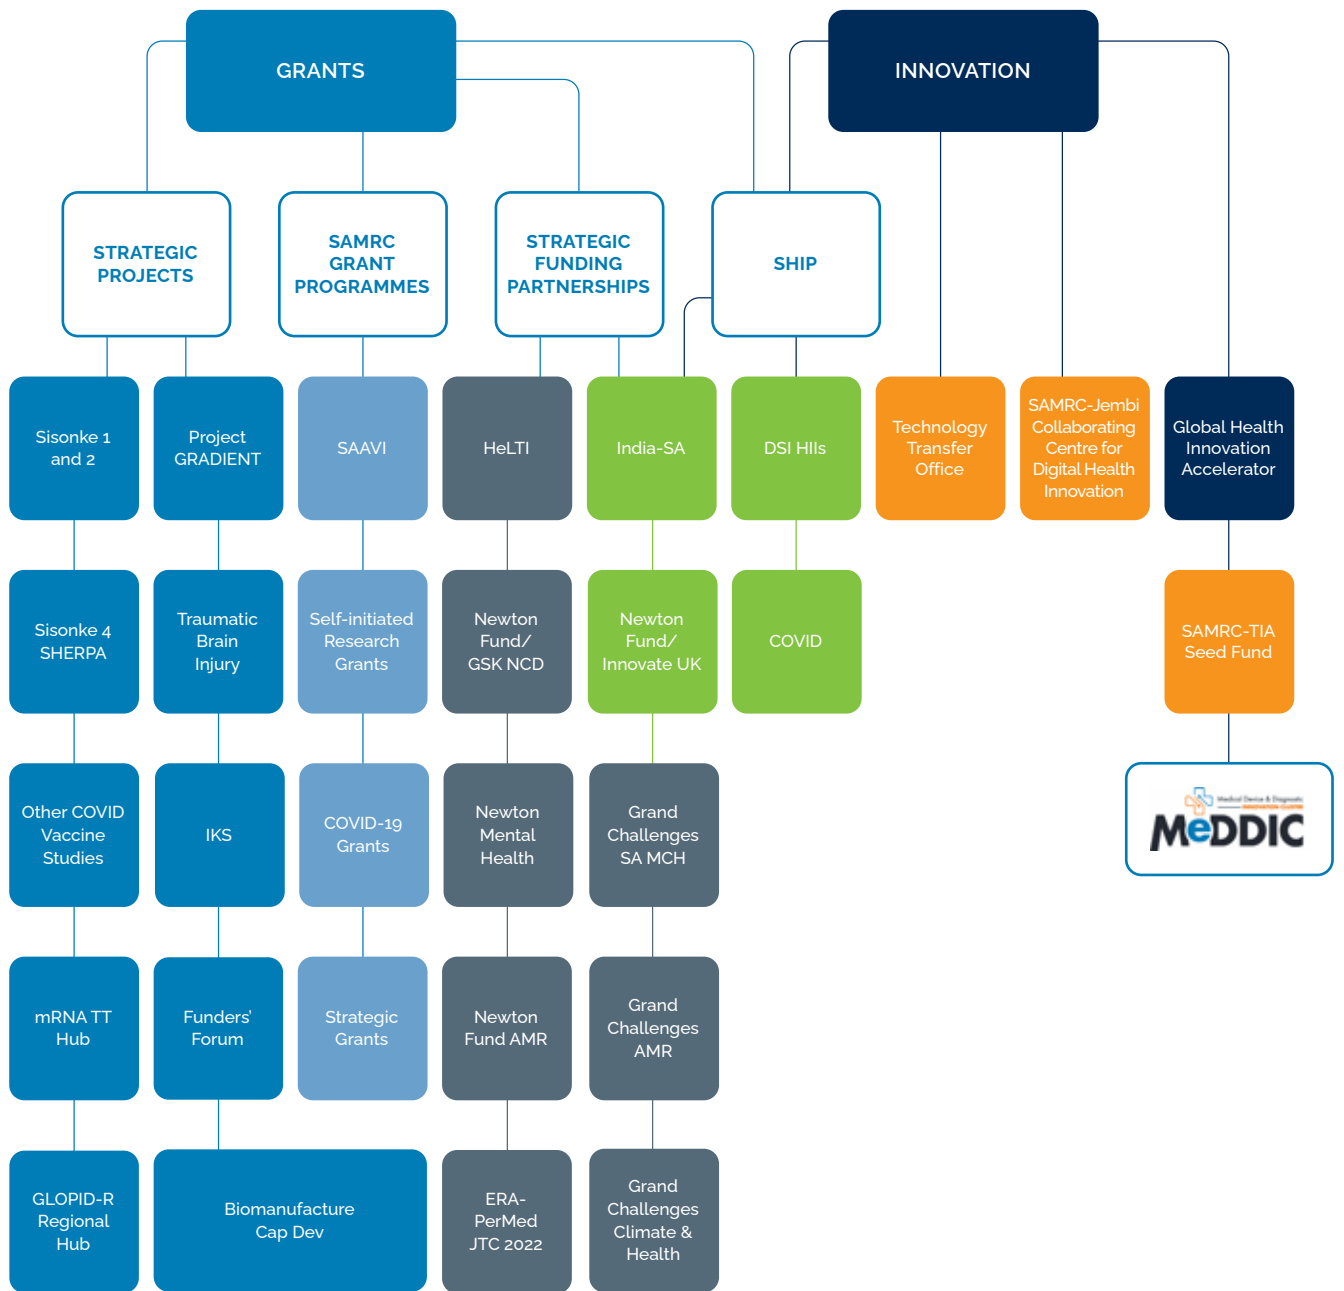 GRANTS
INNOVATION
STRATEGIC
PROJECTS
SAMRC
GRANT
PROGRAMMES
STRATEGIC
FUNDING
PARTNERSHIPS
SHIP
Sisonke 1
and 2
Project
GRADIENT
SAAVI
HeLTI
India-SA
DSI HIIs
Technology
Transfer
Office
SAMRC-Jembi
Collaborating
Centre for
Digital Health
Innovation
Global Health
Innovation
Accelerator
Sisonke 4
SHERPA
Traumatic
Brain
Injury
Self-initiated
Research
Grants
Newton
Fund/
GSK NCD
Newton
Fund/
Innovate UK
COVID
SAMRC-TIA
Seed Fund
Other COVID
Vaccine
Studies
IKS
COVID-19
Grants
Newton
Mental
Health
Grand
Challenges
SA MCH
Medical Device & Diagnostic
INNOVATION CLUSTER
MeDDIC
mRNA TT
Hub
Funders'
Forum
Strategic
Grants
Newton
Fund AMR
Grand
Challenges
AMR
GLOPID-R
Regional
Hub
Biomanufacture
Cap Dev
ERA-
PerMed
JTC 2022
Grand
Challenges
Climate &
Health